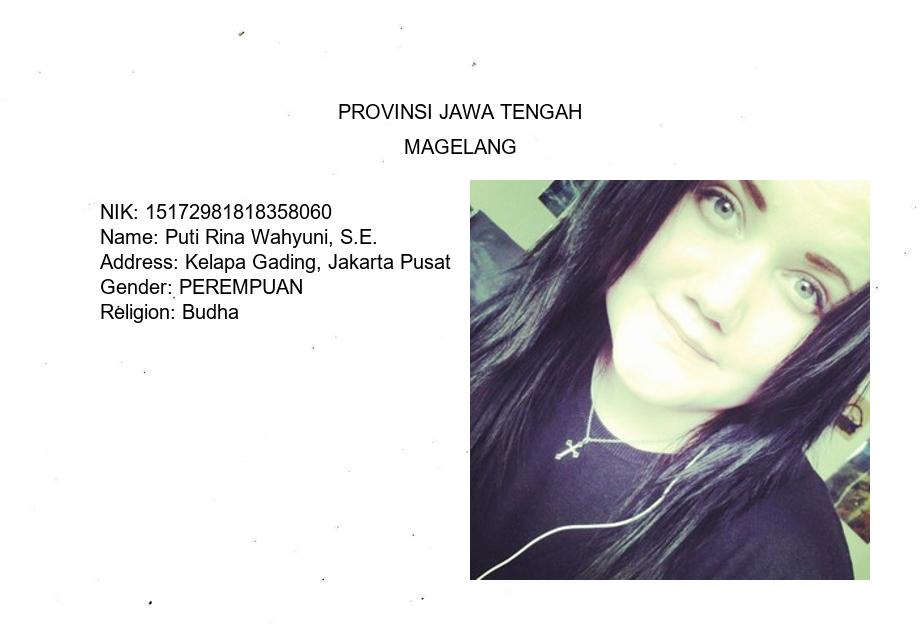 PROVINSI JAWA TENGAH
MAGELANG
NIK: 15172981818358060
Name: Puti Rina Wahyuni, S.E.
Address: Kelapa Gading, Jakarta Pusat
Gender: PEREMPUAN
Religion: Budha